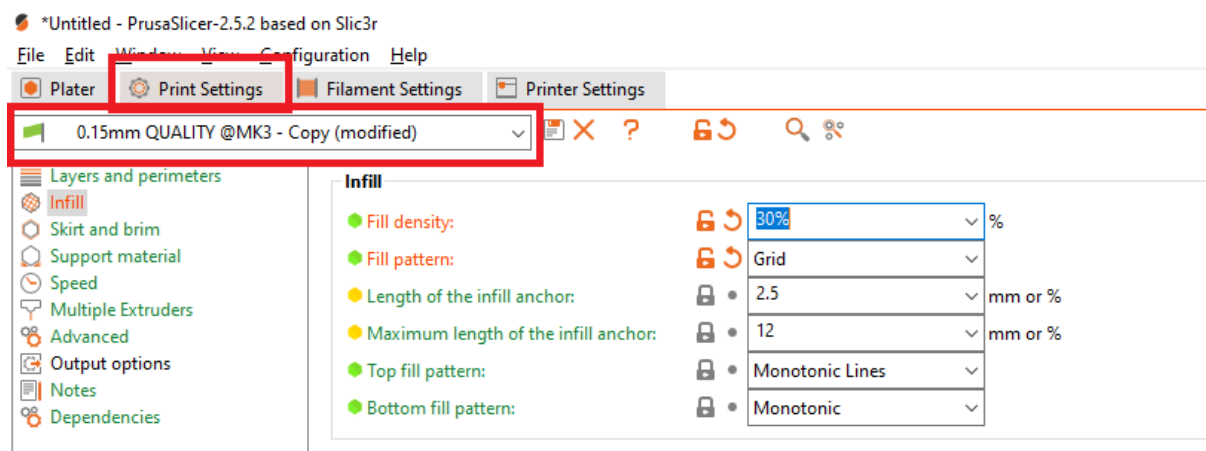 *Untitled - PrusaSlicer-2.5.2 based on Slic3r
File Edit Window View Configuration Help
Plater Print Settings Filament Settings Printer Settings
0.15mm QUALITY @MK3 - Copy (modified)
Layers and perimeters
Infill
Skirt and brim
Support material
Speed
Multiple Extruders
Advanced
Output options
Notes
Dependencies
Infill
Fill density: 30% %
Fill pattern: Grid
Length of the infill anchor: 2.5 mm or %
Maximum length of the infill anchor: 12 mm or %
Top fill pattern: Monotonic Lines
Bottom fill pattern: Monotonic